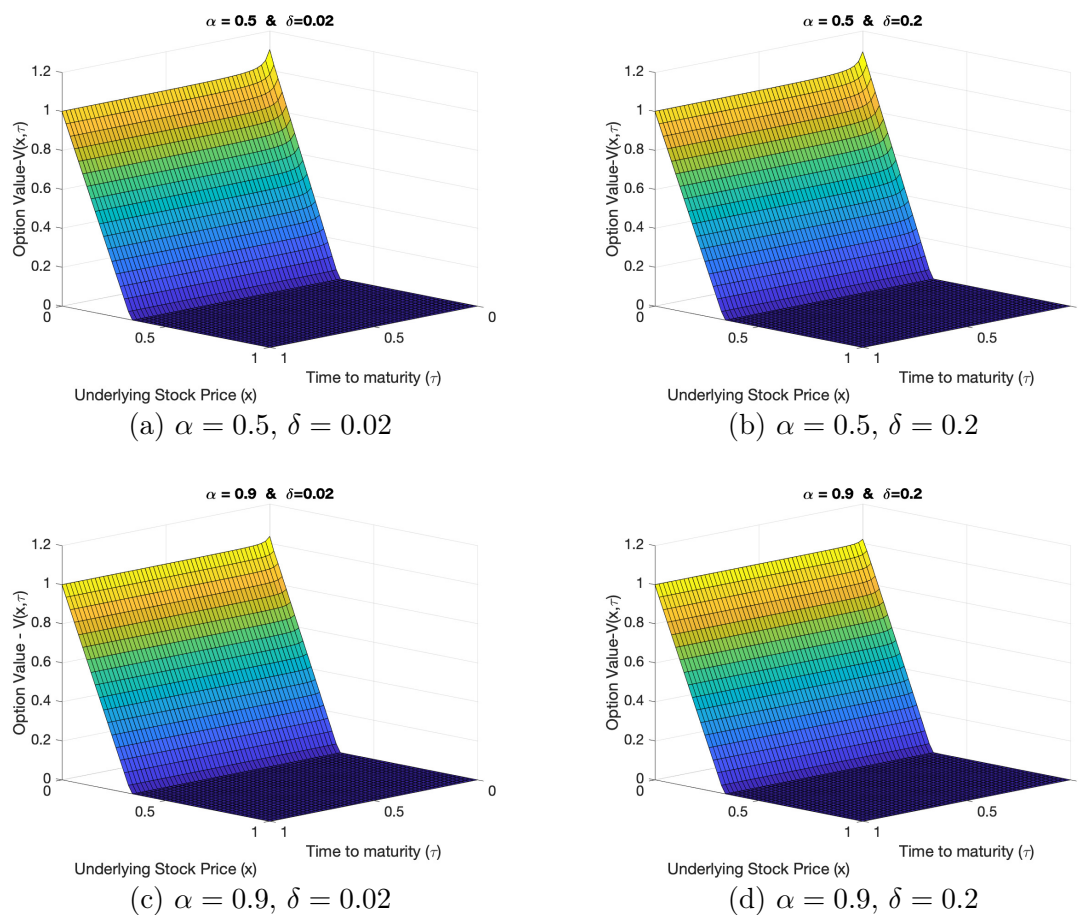 α = 0.5 & δ=0.02
1.2
1
0.8
0.6
0.4
0.2
0
Option Value-V(x,τ)
0
0.5
1
1
0.5
0
Underlying Stock Price (x)
Time to maturity (τ)
(a) α = 0.5, δ = 0.02
α = 0.5 & δ=0.2
1.2
1
0.8
0.6
0.4
0.2
0
Option Value-V(x,τ)
0
0.5
1
1
0.5
Underlying Stock Price (x)
Time to maturity (τ)
(b) α = 0.5, δ = 0.2
α = 0.9 & δ=0.02
1.2
1
0.8
0.6
0.4
0.2
0
Option Value - V(x,τ)
0
0.5
1
1
0.5
0
Underlying Stock Price (x)
Time to maturity (τ)
(c) α = 0.9, δ = 0.02
α = 0.9 & δ=0.2
1.2
1
0.8
0.6
0.4
0.2
0
Option Value-V(x,τ)
0
0.5
1
1
0.5
Underlying Stock Price (x)
Time to maturity (τ)
(d) α = 0.9, δ = 0.2